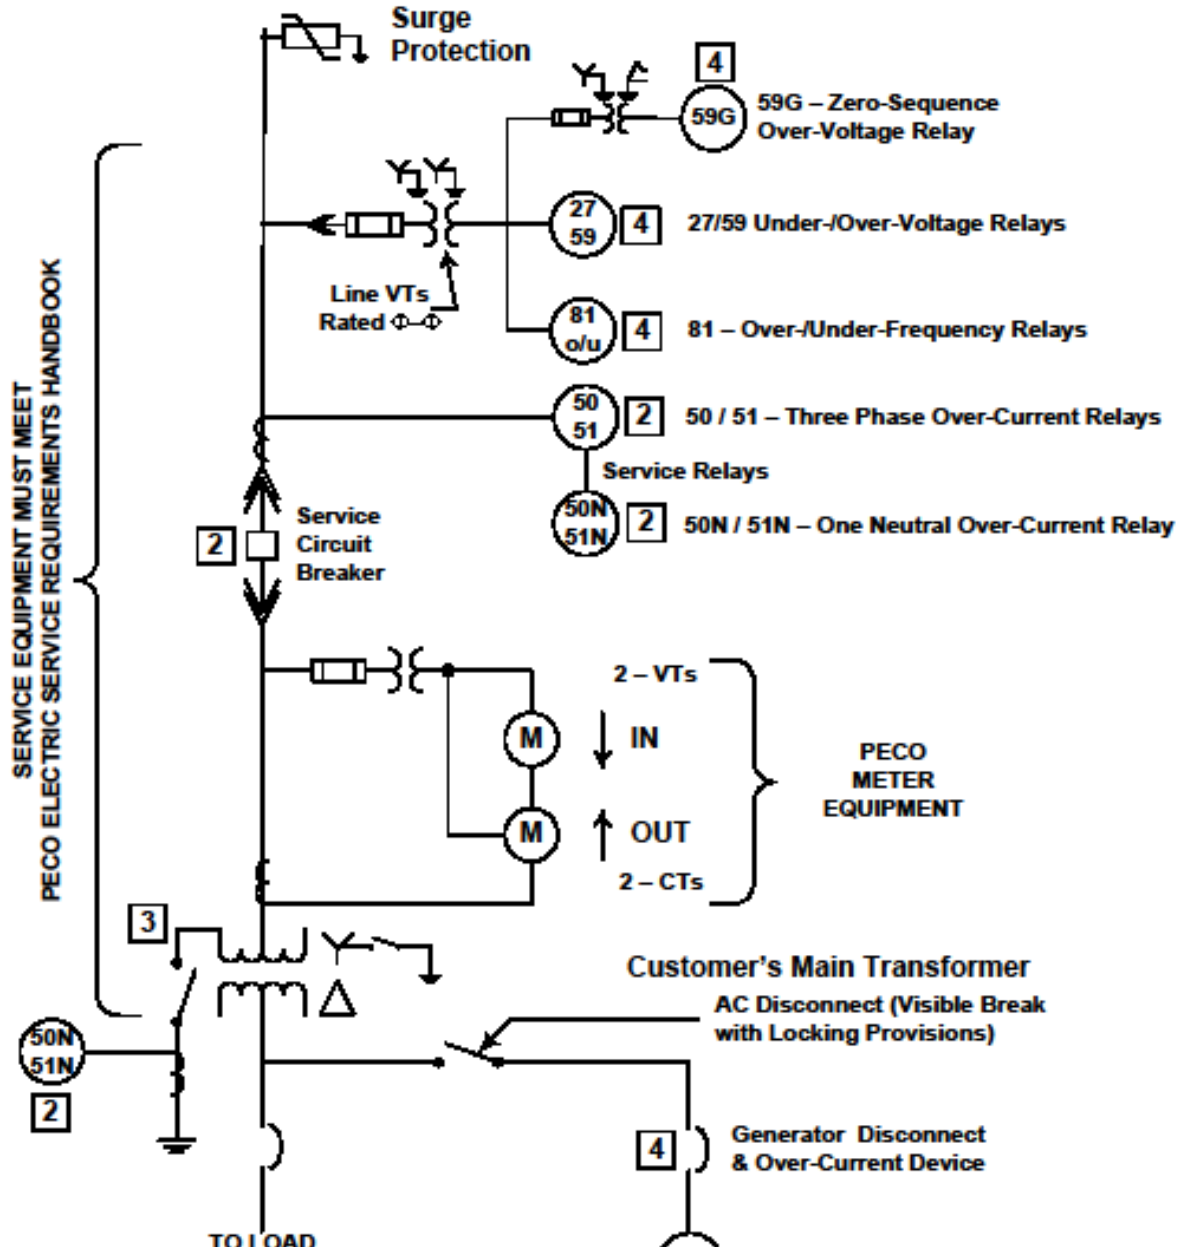 Surge
Protection
4
59G
59G – Zero-Sequence
Over-Voltage Relay
27
59
4
27/59 Under-/Over-Voltage Relays
Line VTs
Rated
81
o/u
4
81 – Over-/Under-Frequency Relays
50
51
2
50 / 51 – Three Phase Over-Current Relays
Service Relays
50N
51N
2
50N / 51N – One Neutral Over-Current Relay
SERVICE EQUIPMENT MUST MEET
PECO ELECTRIC SERVICE REQUIREMENTS HANDBOOK
2
Service
Circuit
Breaker
2 – VTs
M
IN
M
OUT
2 – CTs
PECO
METER
EQUIPMENT
3
Customer's Main Transformer
AC Disconnect (Visible Break
with Locking Provisions)
50N
51N
2
4
Generator Disconnect
& Over-Current Device
TO LOAD